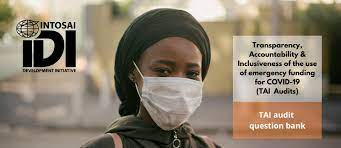 INTOSAI
IDI
DEVELOPMENT INITIATIVE
Transparency,
Accountability &
Inclusiveness of the use
of emergency funding
for COVID-19
(TAI Audits)
TAI audit
question bank